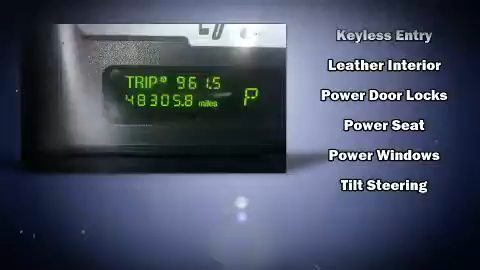 TRIP 961.5
48305.8 miles
P
Keyless Entry
Leather Interior
Power Door Locks
Power Seat
Power Windows
Tilt Steering